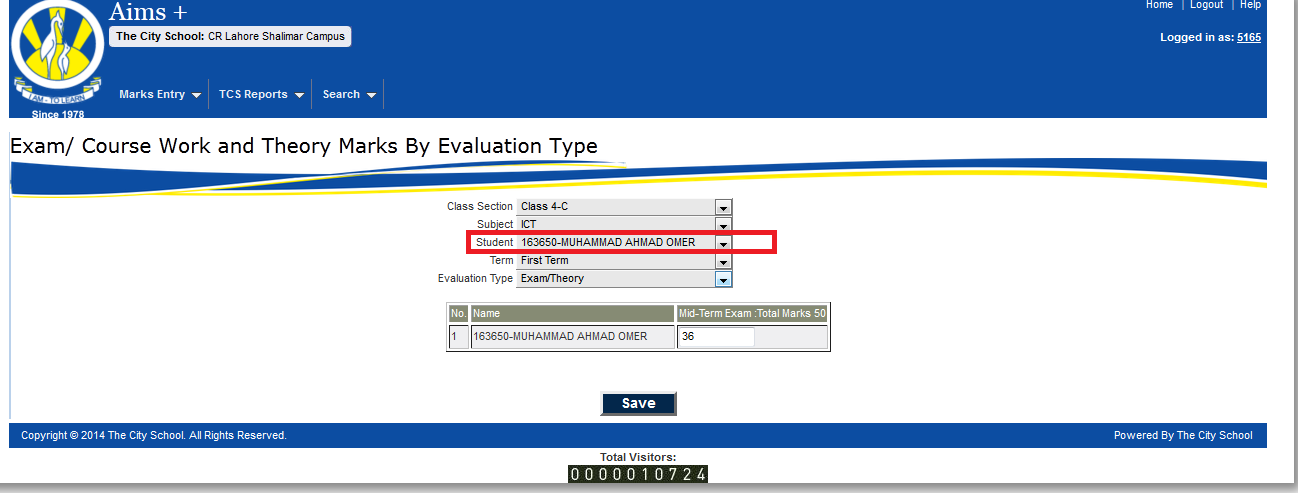 Aims +
Home | Logout | Help
The City School: CR Lahore Shalimar Campus
Logged in as: 5165
I AM - TO LEARN
Marks Entry TCS Reports Search
Since 1978
Exam/ Course Work and Theory Marks By Evaluation Type
Class Section Class 4-C
Subject ICT
Student 163650-MUHAMMAD AHMAD OMER
Term First Term
Evaluation Type Exam/Theory
No. Name Mid-Term Exam :Total Marks 50
1 163650-MUHAMMAD AHMAD OMER 36
Save
Copyright © 2014 The City School. All Rights Reserved. Powered By The City School
Total Visitors:
0000010724